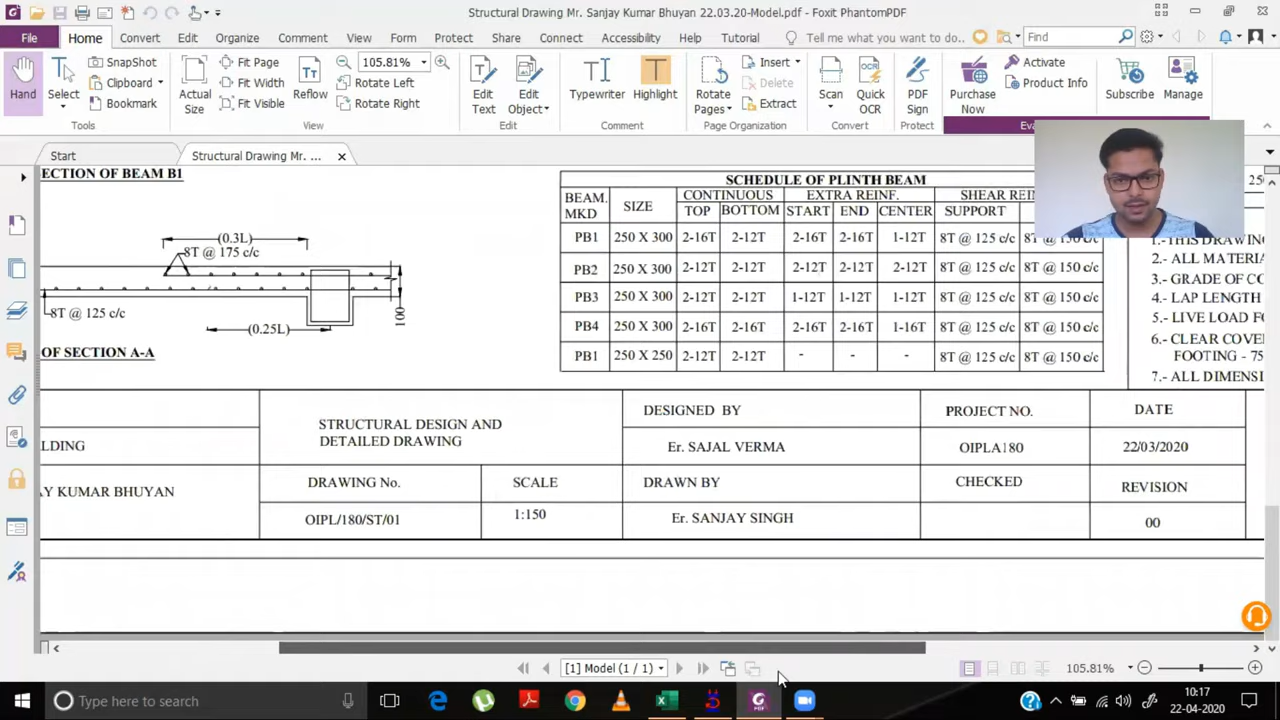 Structural Drawing Mr. Sanjay Kumar Bhuyan 22.03.20-Model.pdf - Foxit PhantomPDF
File Home Convert Edit Organize Comment View Form Protect Share Connect Accessibility Help Tutorial Tell me what you want to do.. Find
Hand
Select
SnapShot
Clipboard
Bookmark
Tools
Actual Size
Fit Page
Fit Width
Fit Visible
Reflow
105.81%
Rotate Left
Rotate Right
View
Edit Text
Edit Object
Edit
Typewriter
Highlight
Comment
Rotate Pages
Insert
Delete
Extract
Page Organization
Scan
Quick OCR
Convert
PDF Sign
Protect
Purchase Now
Activate
Product Info
Subscribe
Manage
Start
Structural Drawing Mr. ...
ECTION OF BEAM B1
(0.3L)
8T @ 175 c/c
8T @ 125 c/c
(0.25L)
100
OF SECTION A-A
SCHEDULE OF PLINTH BEAM
BEAM. MKD SIZE CONTINUOUS EXTRA REINF. SHEAR REIN
TOP BOTTOM START END CENTER SUPPORT
PB1 250 X 300 2-16T 2-12T 2-16T 2-16T 1-12T 8T @ 125 c/c 8T @ 150 c/c
PB2 250 X 300 2-12T 2-12T 2-12T 2-12T 2-12T 8T @ 125 c/c 8T @ 150 c/c
PB3 250 X 300 2-12T 2-12T 1-12T 1-12T 1-12T 8T @ 125 c/c 8T @ 150 c/c
PB4 250 X 300 2-16T 2-16T 2-16T 2-16T 1-16T 8T @ 125 c/c 8T @ 150 c/c
PB1 250 X 250 2-12T 2-12T - - - 8T @ 125 c/c 8T @ 150 c/c
1.- THIS DRAWIN
2.- ALL MATERIA
3.- GRADE OF CO
4.- LAP LENGTH
5.- LIVE LOAD FO
6.- CLEAR COVE
FOOTING - 75
7.- ALL DIMENSI
LDING
AY KUMAR BHUYAN
STRUCTURAL DESIGN AND
DETAILED DRAWING
DRAWING No. SCALE
OIPL/180/ST/01 1:150
DESIGNED BY
Er. SAJAL VERMA
DRAWN BY
Er. SANJAY SINGH
PROJECT NO.
OIPLA180
CHECKED
DATE
22/03/2020
REVISION
00
[1] Model (1 / 1)
105.81%
Type here to search
10:17
22-04-2020